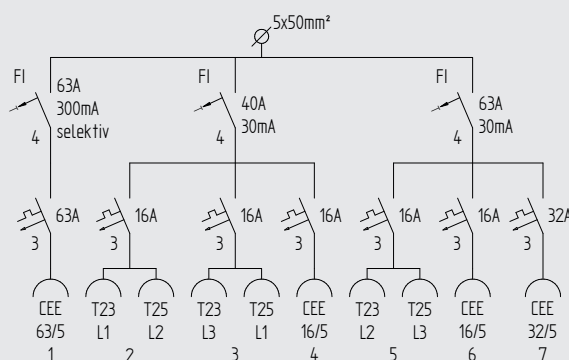 5x50mm²
FI
63A
300mA
selektiv
4
FI
40A
30mA
4
FI
63A
30mA
4
63A
3
16A
3
16A
3
16A
3
16A
3
16A
3
32A
3
CEE T23 T25 T23 T25 CEE T23 T25 CEE CEE
63/5 L1 L2 L3 L1 16/5 L2 L3 16/5 32/5
1 2 3 4 5 6 7